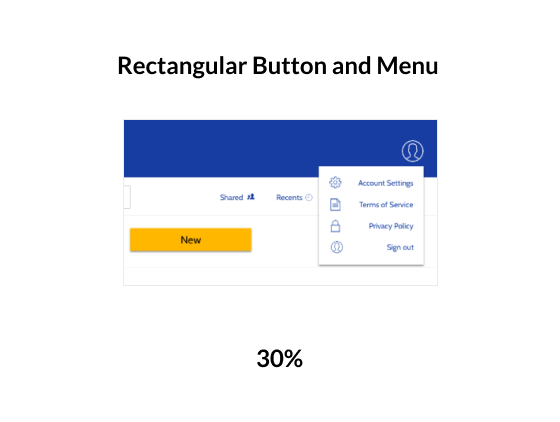 Rectangular Button and Menu
Shared
Recents
Account Settings
Terms of Service
Privacy Policy
Sign out
New
30%